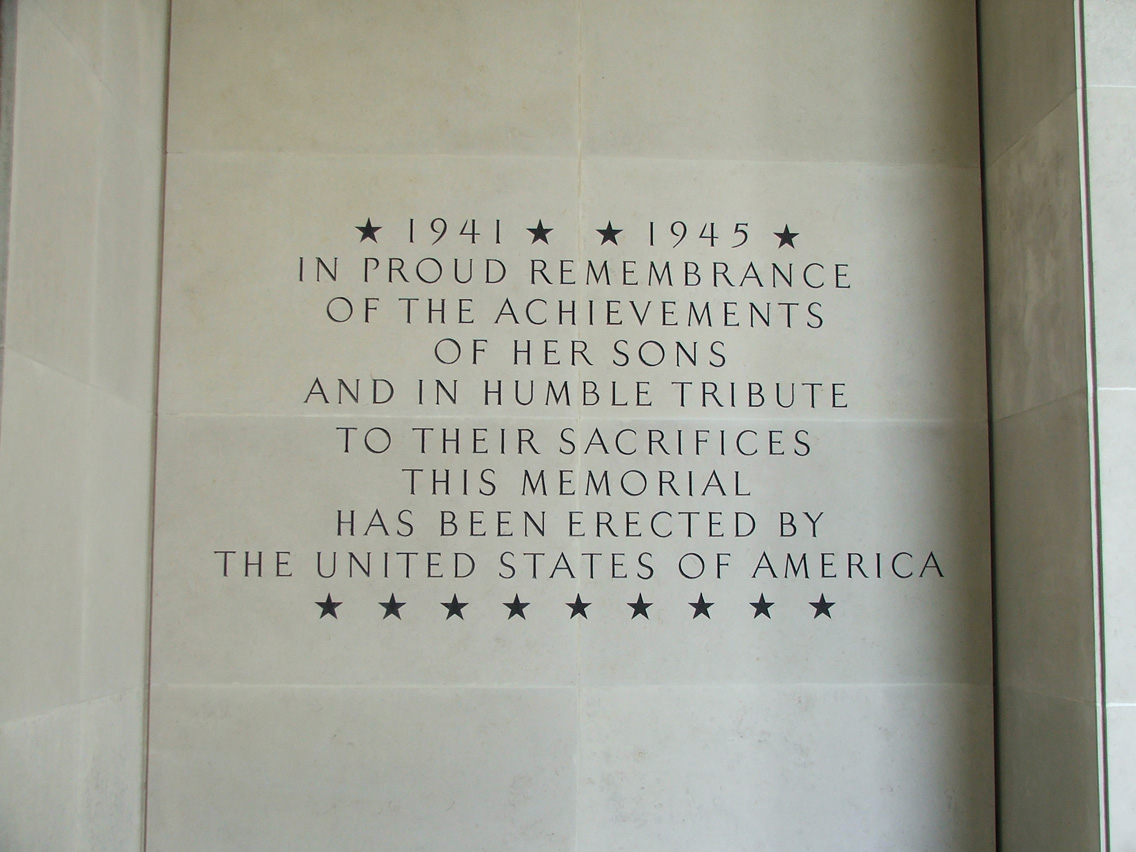 ★ 1941 ★ ★ 1945 ★
IN PROUD REMEMBRANCE
OF THE ACHIEVEMENTS
OF HER SONS
AND IN HUMBLE TRIBUTE
TO THEIR SACRIFICES
THIS MEMORIAL
HAS BEEN ERECTED BY
THE UNITED STATES OF AMERICA
★ ★ ★ ★ ★ ★ ★ ★ ★